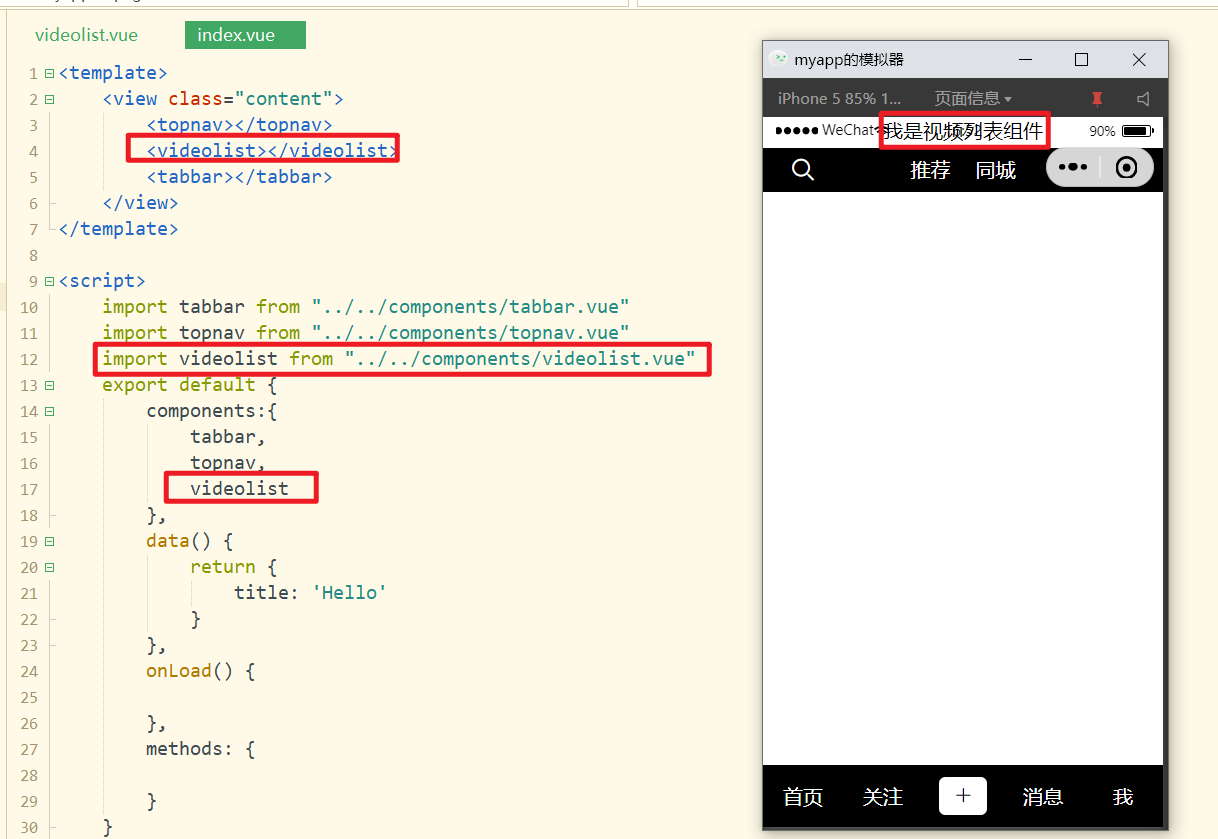 videolist.vue
index.vue
1 <template>
2 <view class="content">
3 <topnav></topnav>
4 <videolist></videolist>
5 <tabbar></tabbar>
6 </view>
7 </template>
8
9 <script>
10 import tabbar from "../../components/tabbar.vue"
11 import topnav from "../../components/topnav.vue"
12 import videolist from "../../components/videolist.vue"
13 export default {
14 components:{
15 tabbar,
16 topnav,
17 videolist
18 },
19 data() {
20 return {
21 title: 'Hello'
22 }
23 },
24 onLoad() {
25
26 },
27 methods: {
28
29 }
30 }
myapp的模拟器
iPhone 5 85% 1... 页面信息
WeChat 我是视频列表组件 90%
推荐 同城
首页 关注 + 消息 我